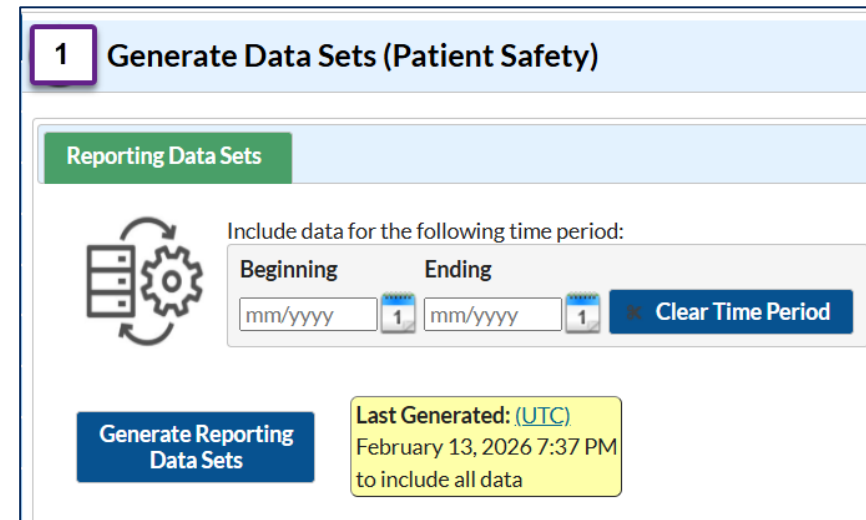 1
Generate Data Sets (Patient Safety)
Reporting Data Sets
Include data for the following time period:
Beginning
Ending
mm/yyyy
1
mm/yyyy
1
Clear Time Period
Generate Reporting
Data Sets
Last Generated: (UTC)
February 13, 2026 7:37 PM
to include all data